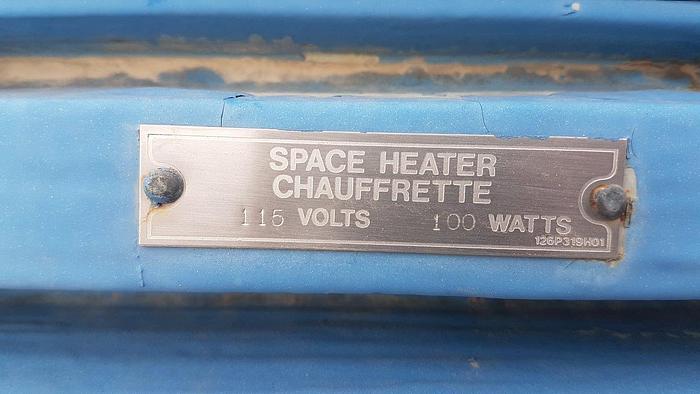 SPACE HEATER
CHAUFFRETTE
115 VOLTS 100 WATTS
126P319H01